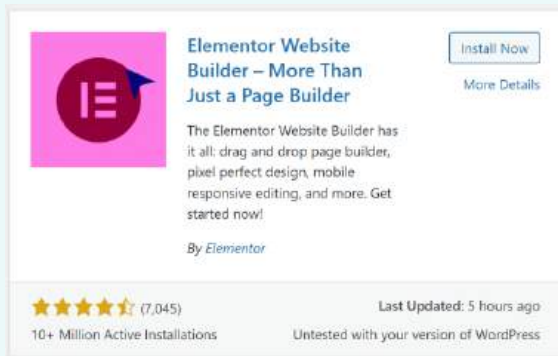 Elementor Website
Builder – More Than
Just a Page Builder
Install Now
More Details
The Elementor Website Builder has
it all: drag and drop page builder,
pixel perfect design, mobile
responsive editing, and more. Get
started now!
By Elementor
(7,045)
Last Updated: 5 hours ago
10+ Million Active Installations
Untested with your version of WordPress